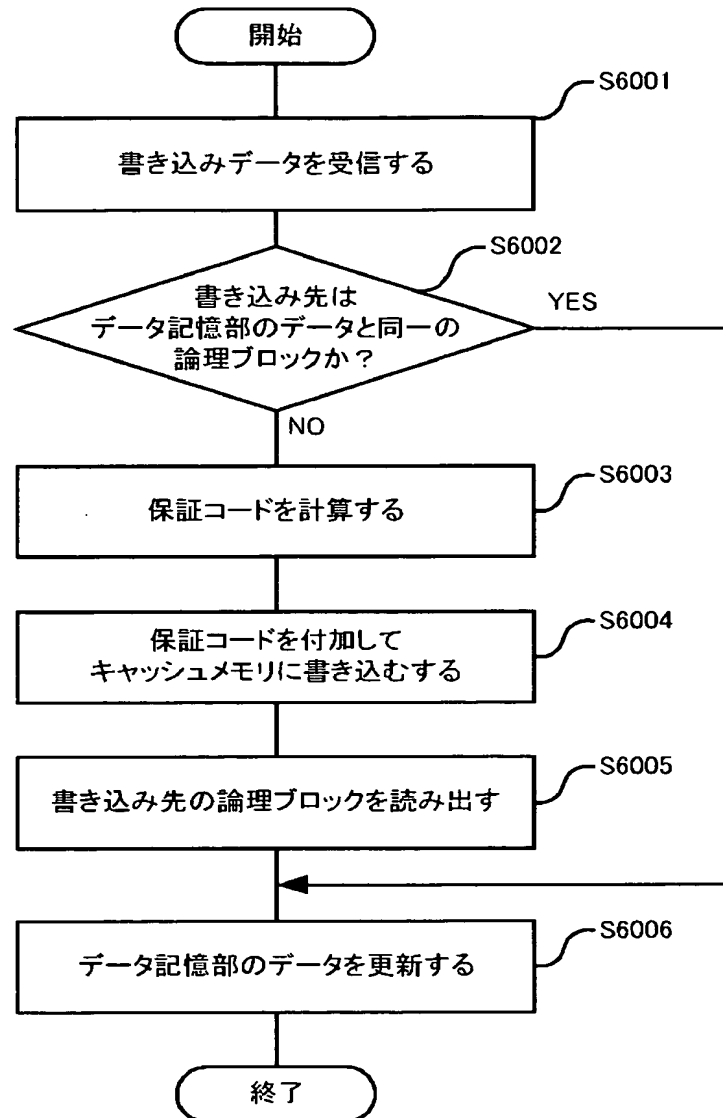 開始
S6001
書き込みデータを受信する
S6002
書き込み先は
データ記憶部のデータと同一の
論理ブロックか？
YES
NO
S6003
保証コードを計算する
S6004
保証コードを付加して
キャッシュメモリに書き込むする
S6005
書き込み先の論理ブロックを読み出す
S6006
データ記憶部のデータを更新する
終了